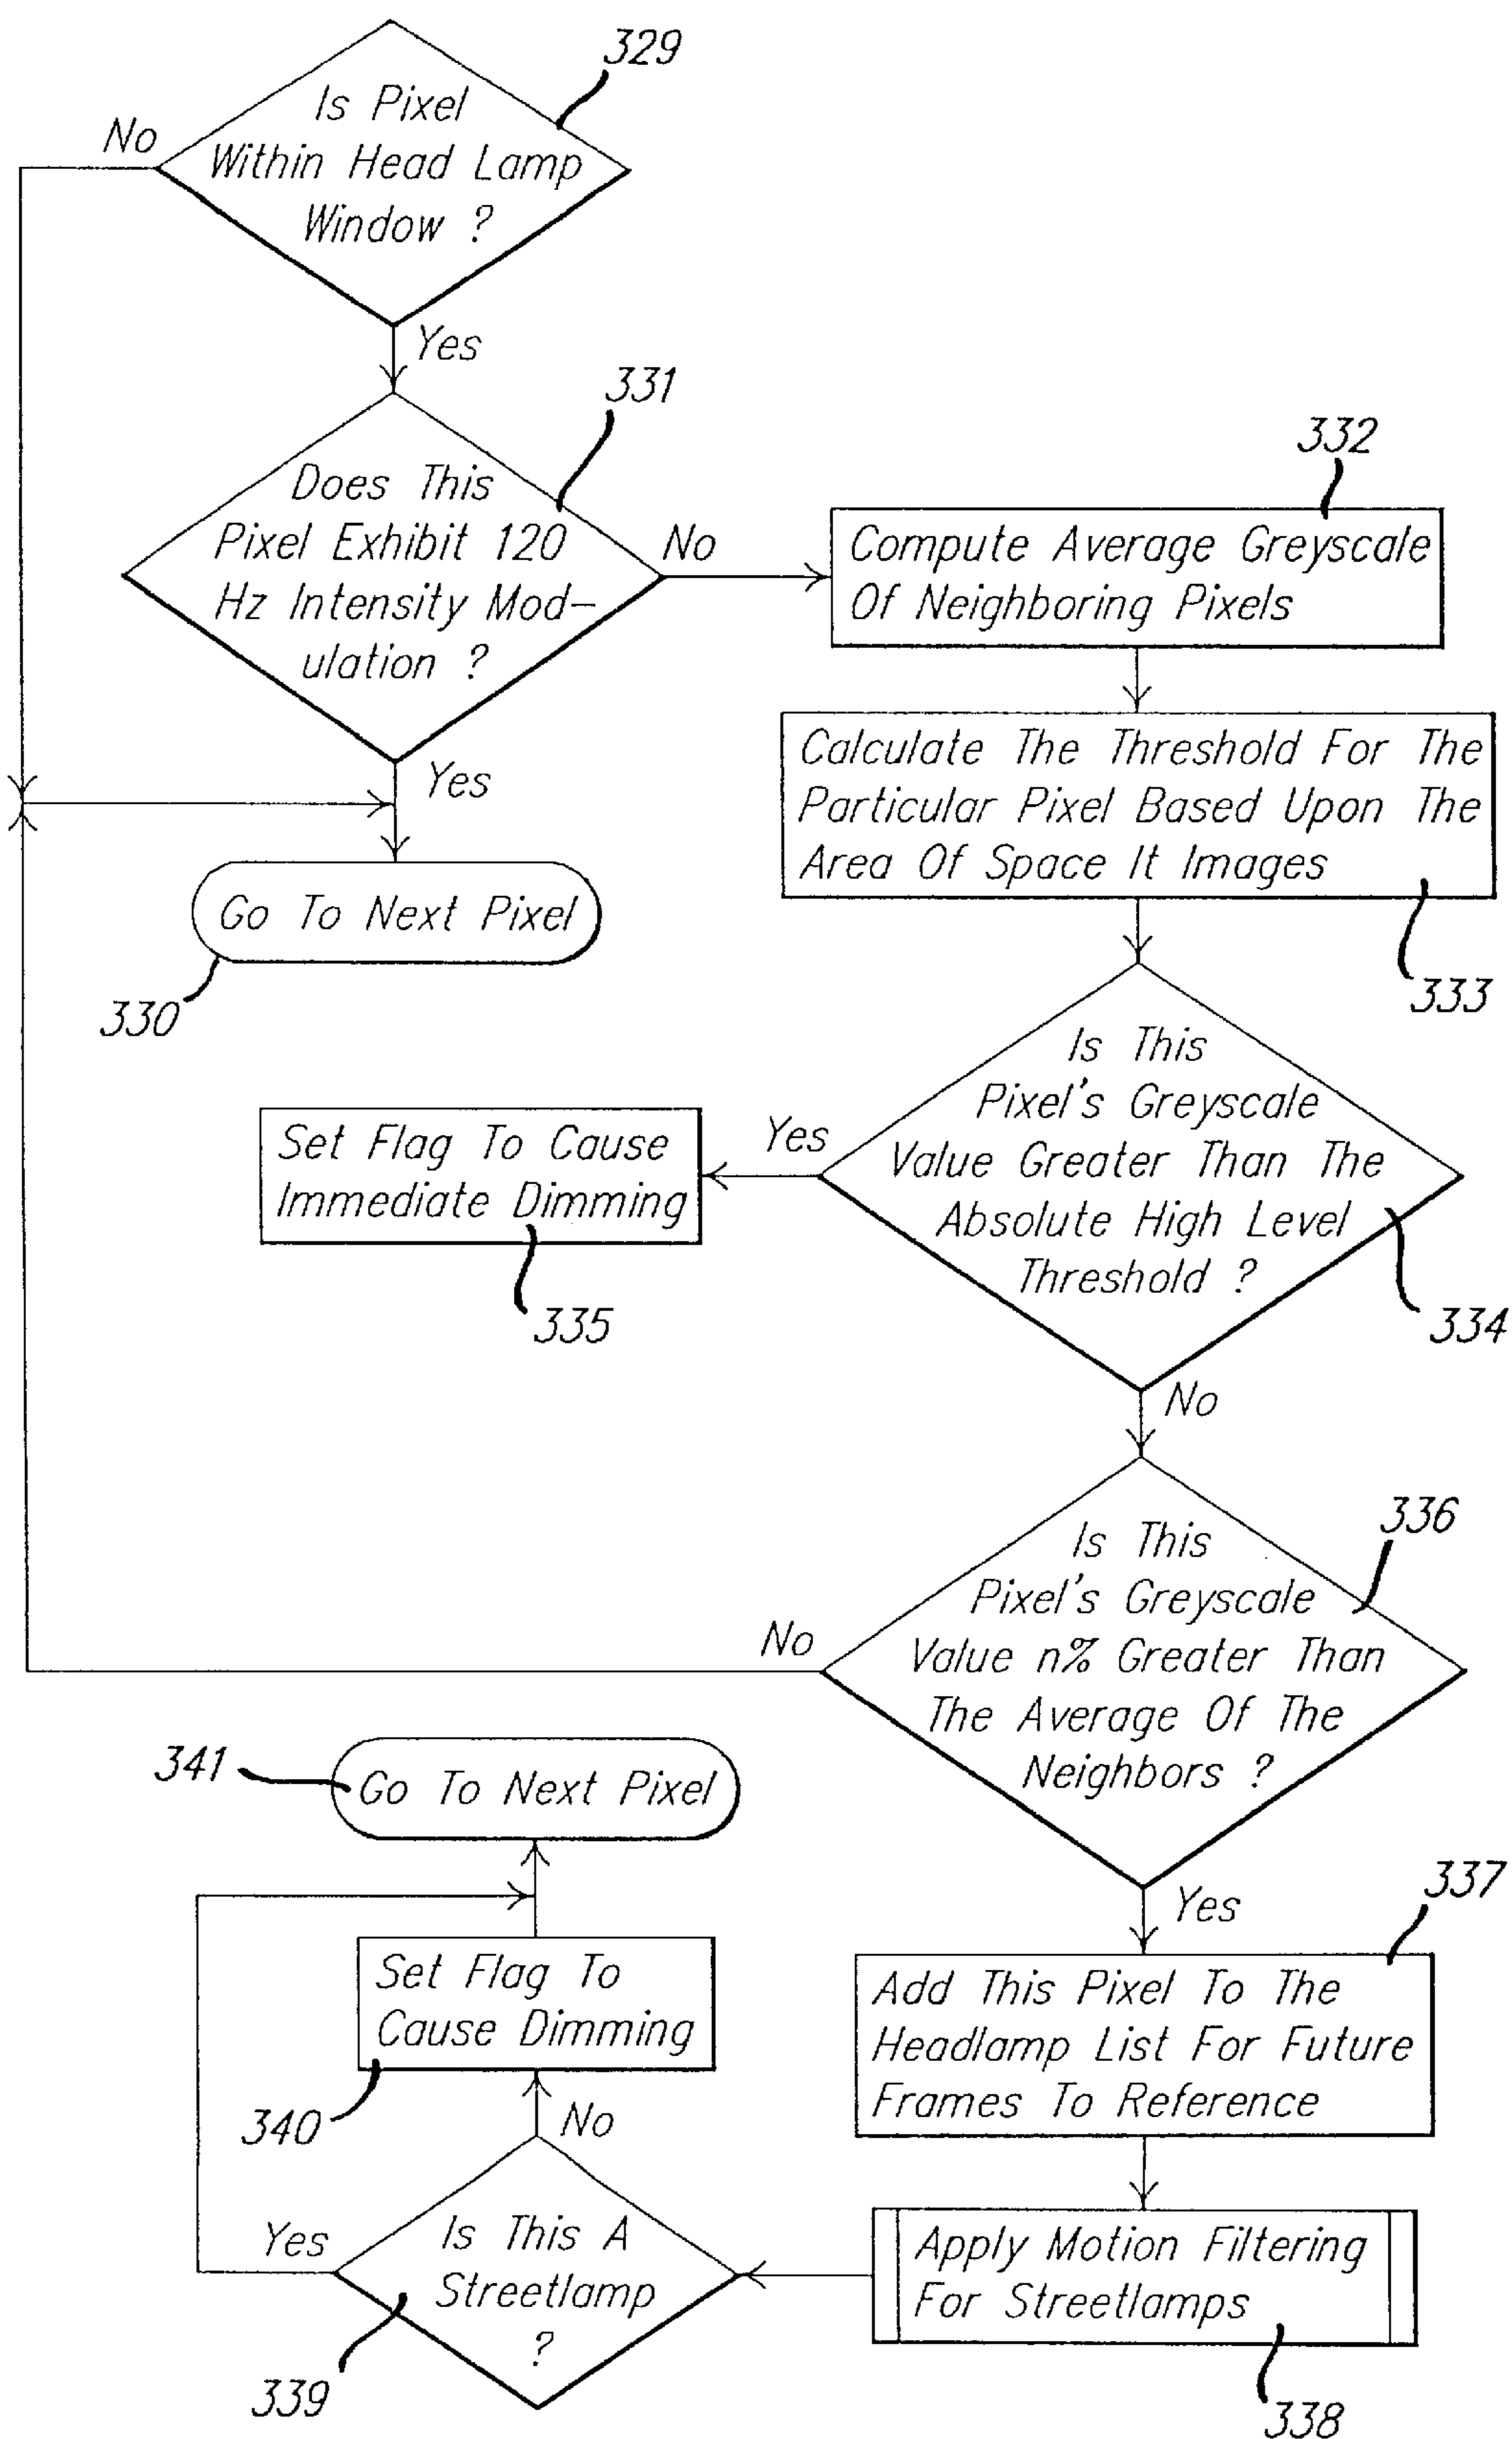 329
Is Pixel
Within Head Lamp
Window ?
No
Yes
331
Does This
Pixel Exhibit 120
Hz Intensity Mod-
ulation ?
No
Yes
332
Compute Average Greyscale
Of Neighboring Pixels
Calculate The Threshold For The
Particular Pixel Based Upon The
Area Of Space It Images
333
Go To Next Pixel
330
Is This
Pixel's Greyscale
Value Greater Than The
Absolute High Level
Threshold ?
334
Yes
Set Flag To Cause
Immediate Dimming
335
No
336
Is This
Pixel's Greyscale
Value n% Greater Than
The Average Of The
Neighbors ?
No
Yes
337
Add This Pixel To The
Headlamp List For Future
Frames To Reference
Apply Motion Filtering
For Streetlamps
338
Is This A
Streetlamp
?
339
Yes
No
Set Flag To
Cause Dimming
340
341
Go To Next Pixel